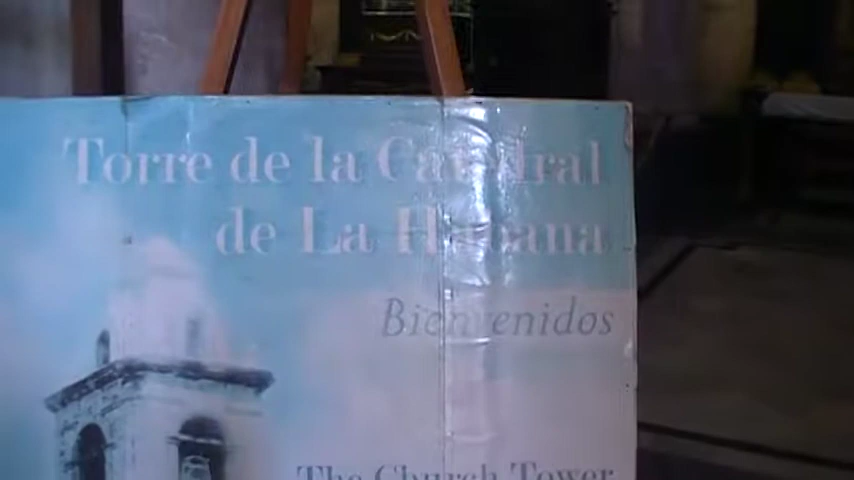 Torre de la Catedral
de La Habana
Bienvenidos
The Church Tower